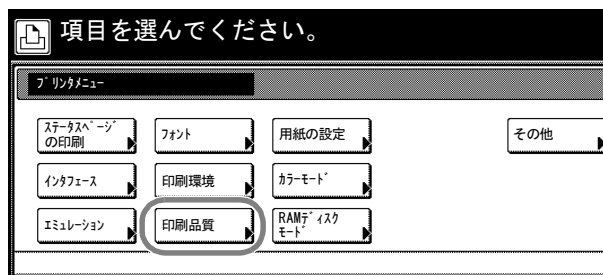 項目を選んでください。
ﾌﾟﾘﾝﾀﾒﾆｭｰ
ｽﾃｰﾀｽﾍﾟｰｼﾞ
の印刷
ﾌｫﾝﾄ
用紙の設定
その他
ｲﾝﾀﾌｪｰｽ
印刷環境
ｶﾗｰﾓｰﾄﾞ
ｴﾐｭﾚｰｼｮﾝ
印刷品質
RAMﾃﾞｨｽｸ
ﾓｰﾄﾞ